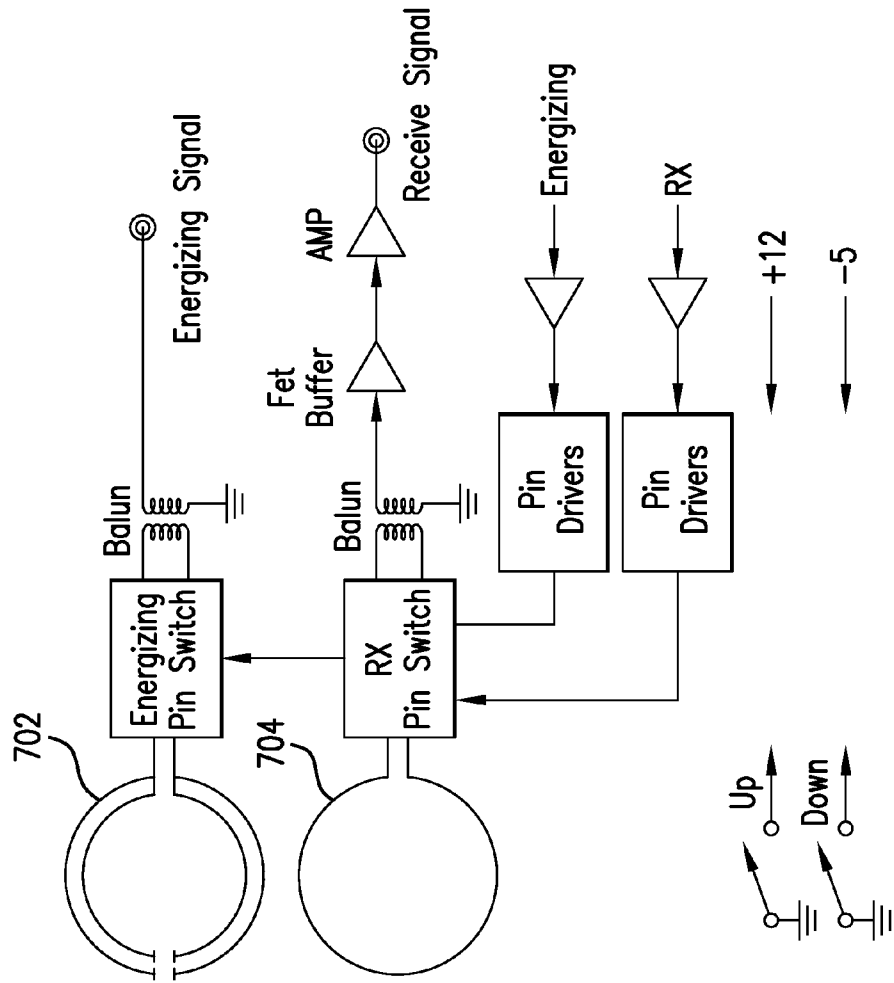 702
Energizing
Pin Switch
Balun
Energizing Signal
704
RX
Pin Switch
Balun
Fet
Buffer
AMP
Receive Signal
Pin
Drivers
Energizing
Pin
Drivers
RX
Up
+12
Down
-5